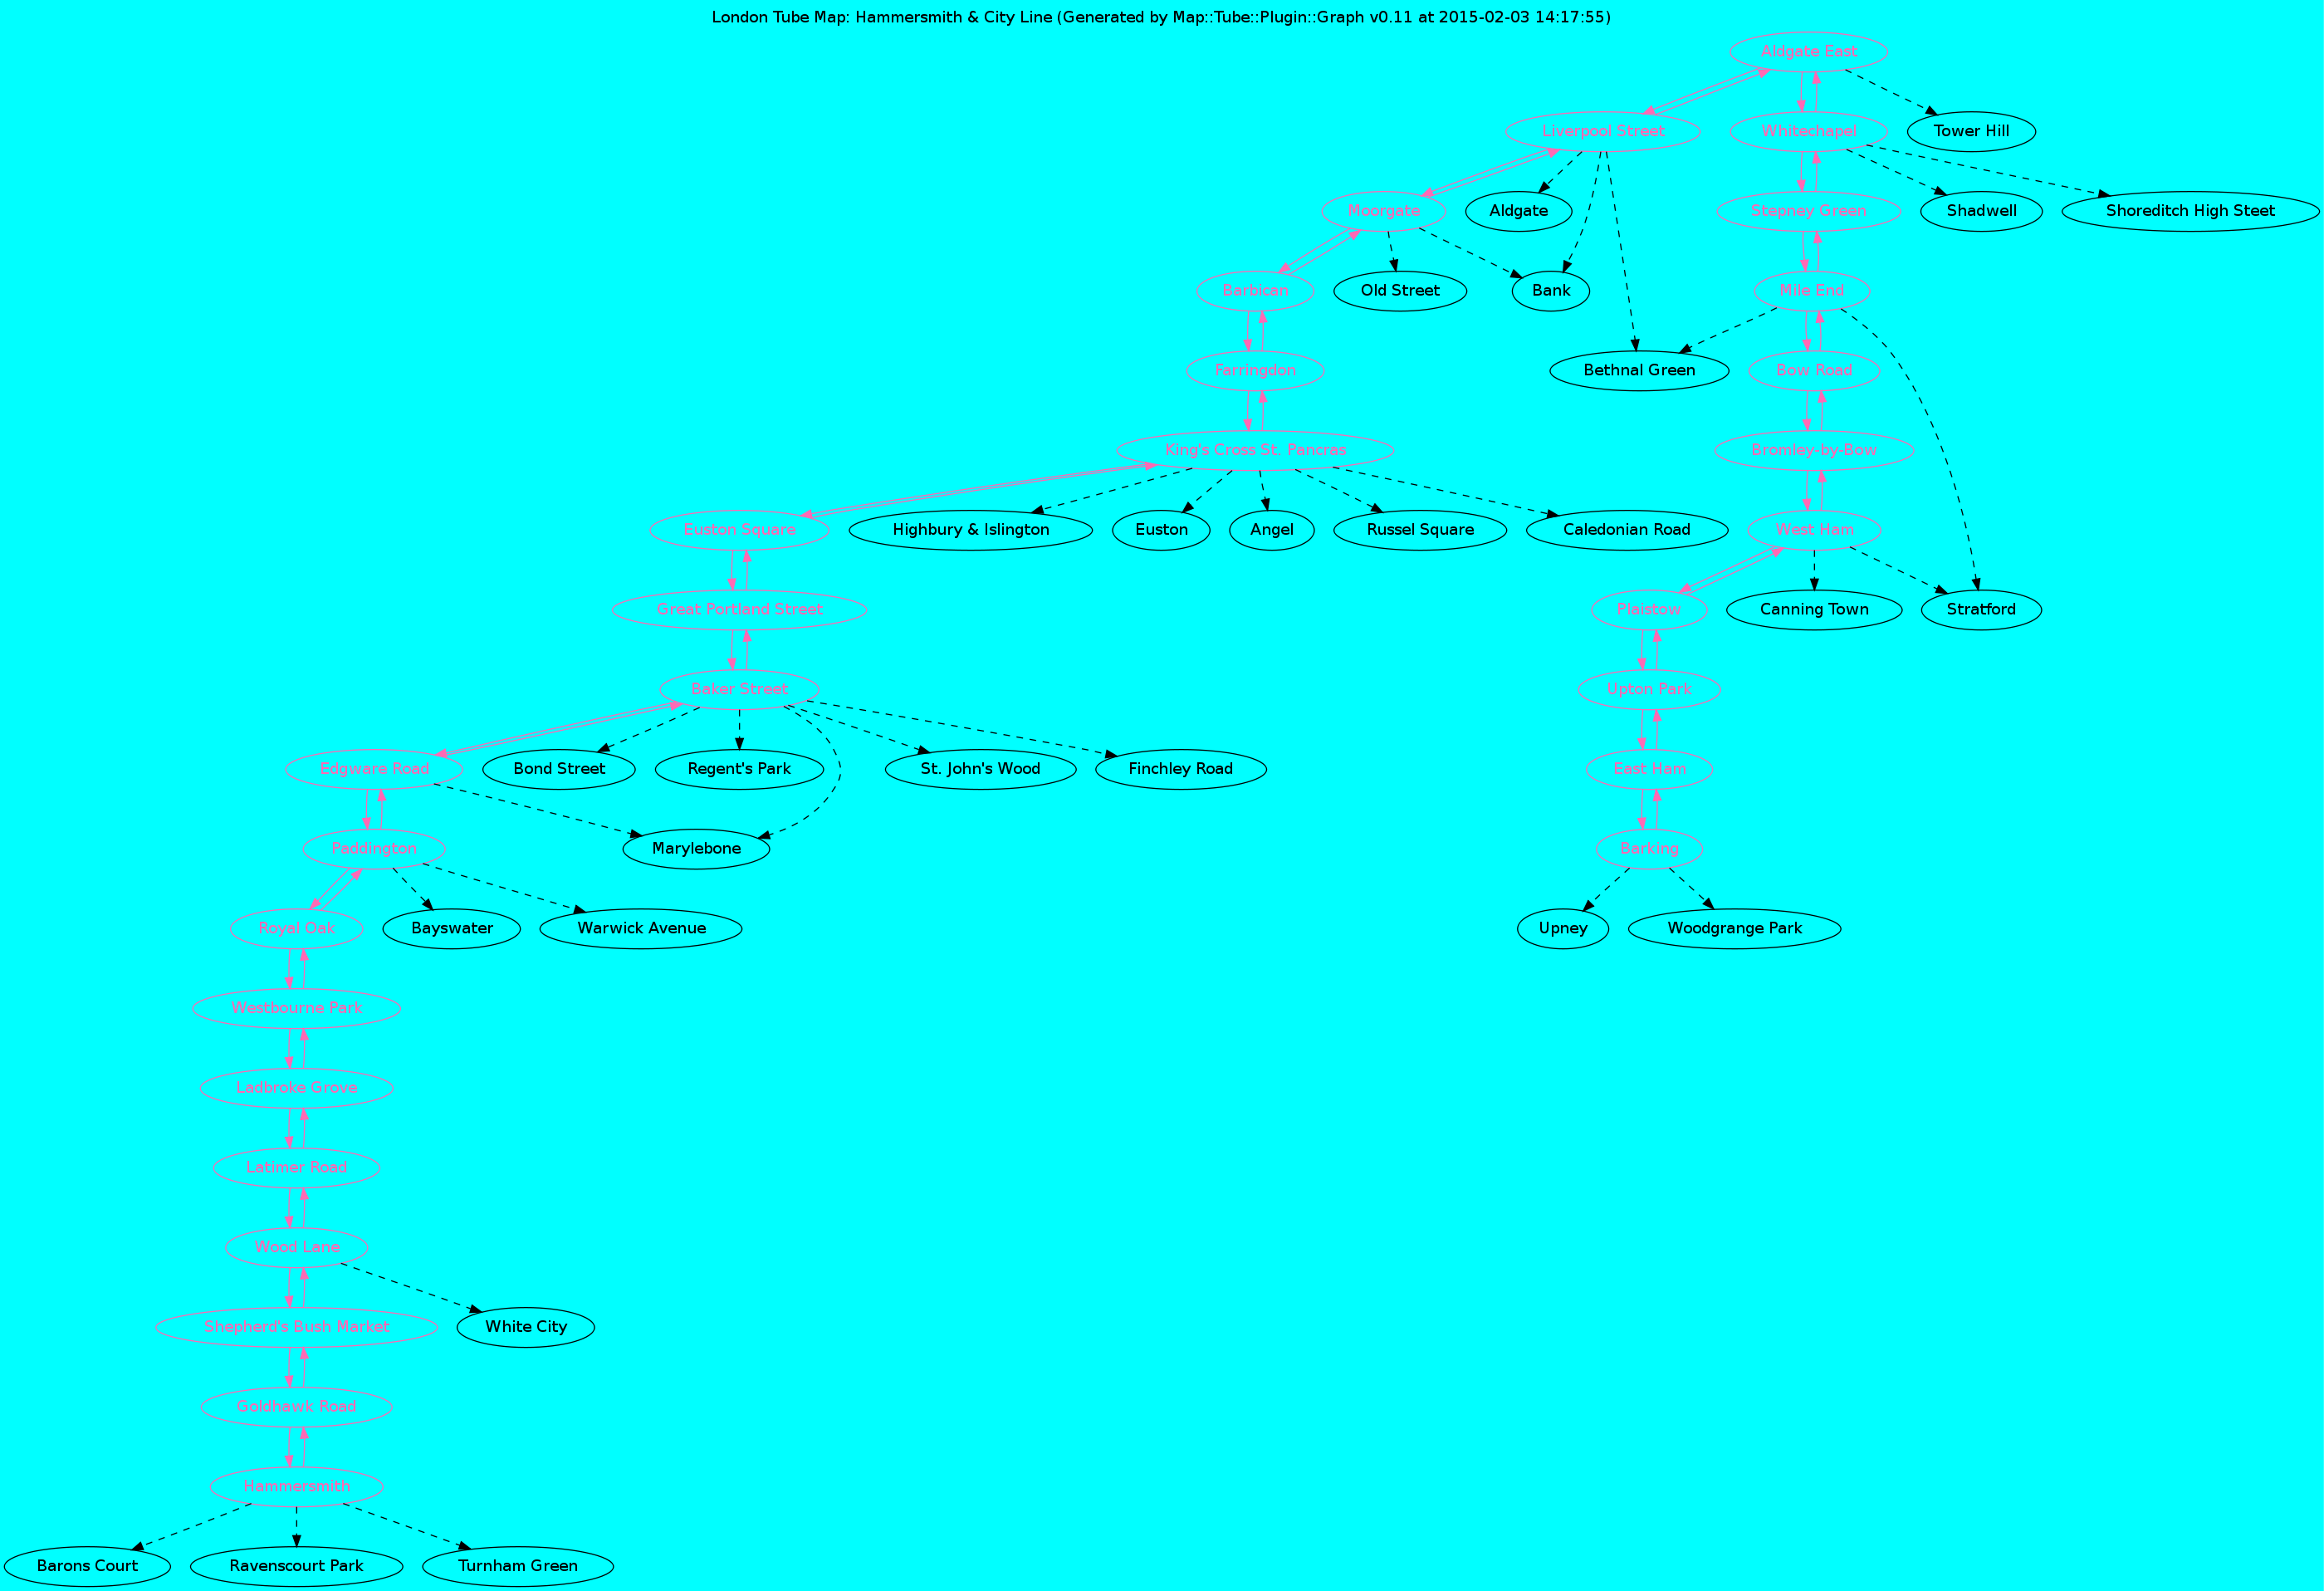 London Tube Map: Hammersmith & City Line (Generated by Map::Tube::Plugin::Graph v0.11 at 2015-02-03 14:17:55)
Aldgate East
Liverpool Street
Whitechapel
Tower Hill
Moorgate
Aldgate
Stepney Green
Shadwell
Shoreditch High Steet
Barbican
Old Street
Bank
Mile End
Farringdon
Bethnal Green
Bow Road
King's Cross St. Pancras
Bromley-by-Bow
Euston Square
Highbury & Islington
Euston
Angel
Russel Square
Caledonian Road
West Ham
Great Portland Street
Plaistow
Canning Town
Stratford
Baker Street
Upton Park
Edgware Road
Bond Street
Regent's Park
St. John's Wood
Finchley Road
East Ham
Paddington
Marylebone
Barking
Royal Oak
Bayswater
Warwick Avenue
Upney
Woodgrange Park
Westbourne Park
Ladbroke Grove
Latimer Road
Wood Lane
Shepherd's Bush Market
White City
Goldhawk Road
Hammersmith
Barons Court
Ravenscourt Park
Turnham Green